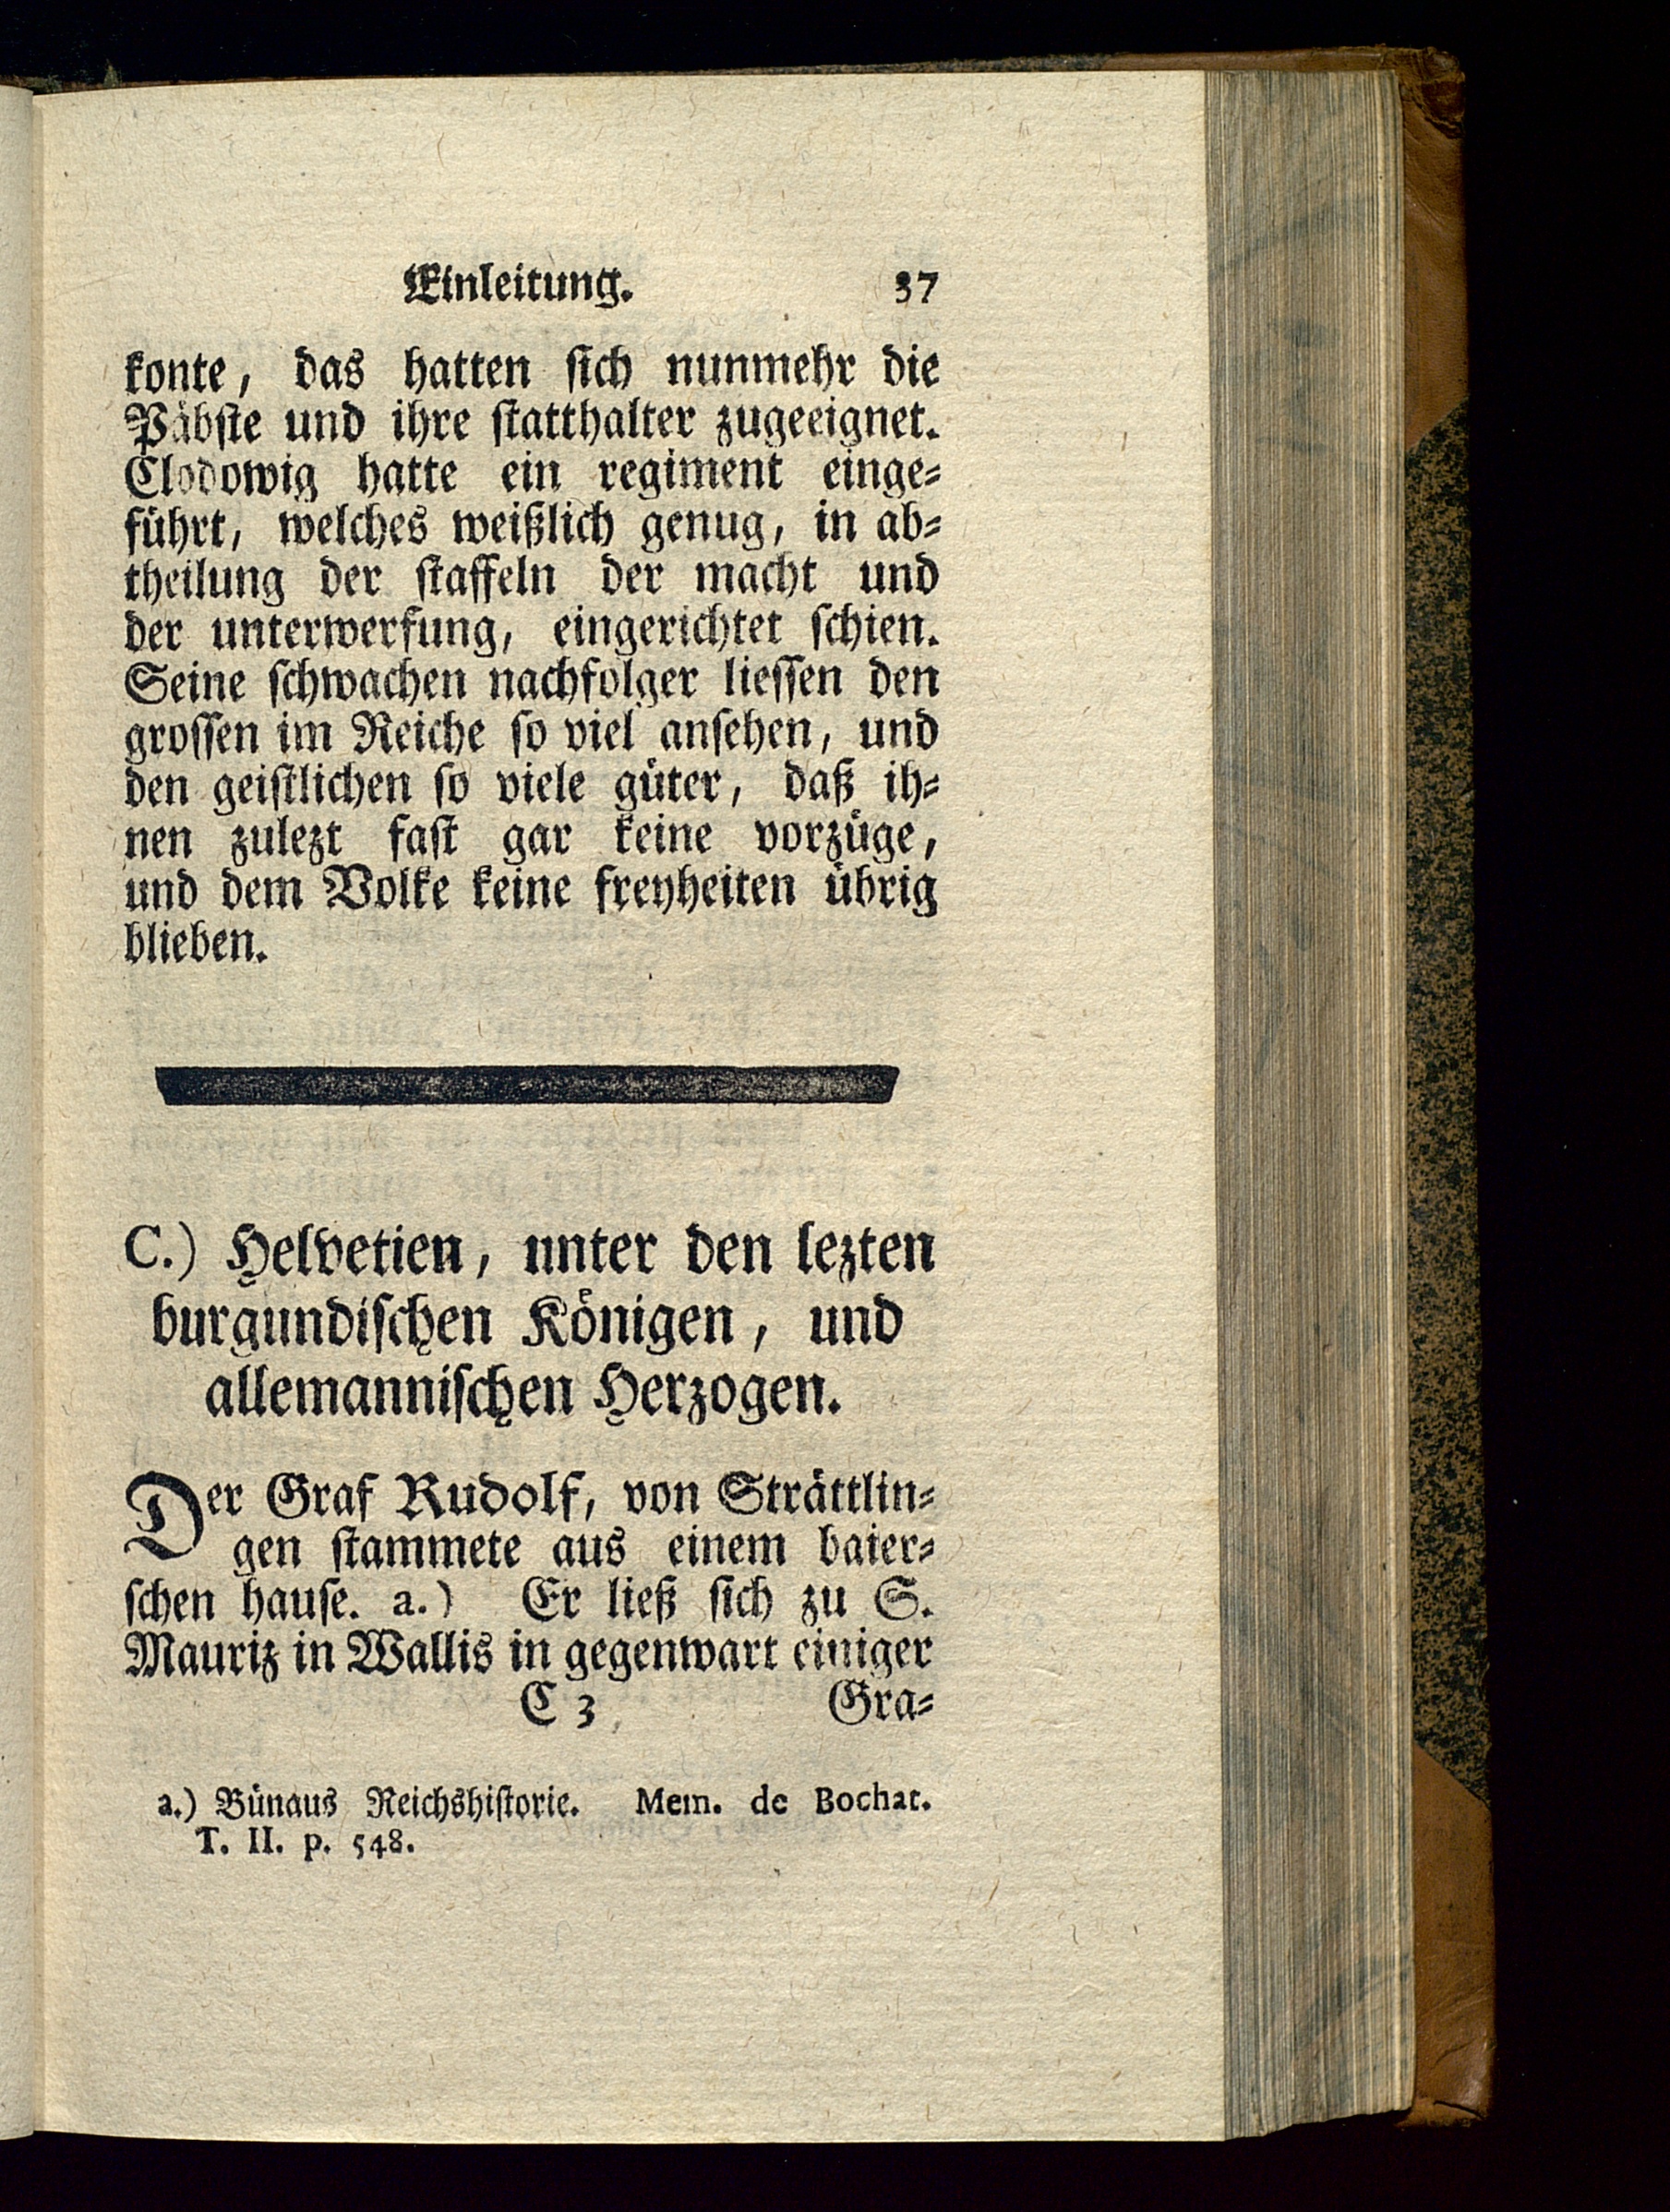 Einleitung. 37
konte, das hatten ſich nunmehr die
Päbſte und ihre ſtatthalter zugeeignet.
Clodowig hatte ein regiment einge⸗
führt, welches weißlich genug, in ab⸗
theilung der ſtaffeln der macht und
der unterwerfung, eingerichtet ſchien.
Seine ſchwachen nachfolger lieſſen den
groſſen im Reiche ſo viel anſehen, und
den geiſtlichen ſo viele güter, daß ih⸗
nen zulezt faſt gar keine vorzüge,
und dem Volke keine freyheiten übrig
blieben.
C.) Helvetien, unter den lezten
burgundiſchen Königen, und
allemanniſchen Herzogen.
Der Graf Rudolf, von Strättlin⸗
gen ſtammete aus einem baier⸗
ſchen hauſe. a.) Er ließ ſich zu S.
Mauriz in Wallis in gegenwart einiger
C 3 Gra⸗
a.) Bünaus Reichshiſtorie. Mem. de Bochat.
T. II. p. 548.